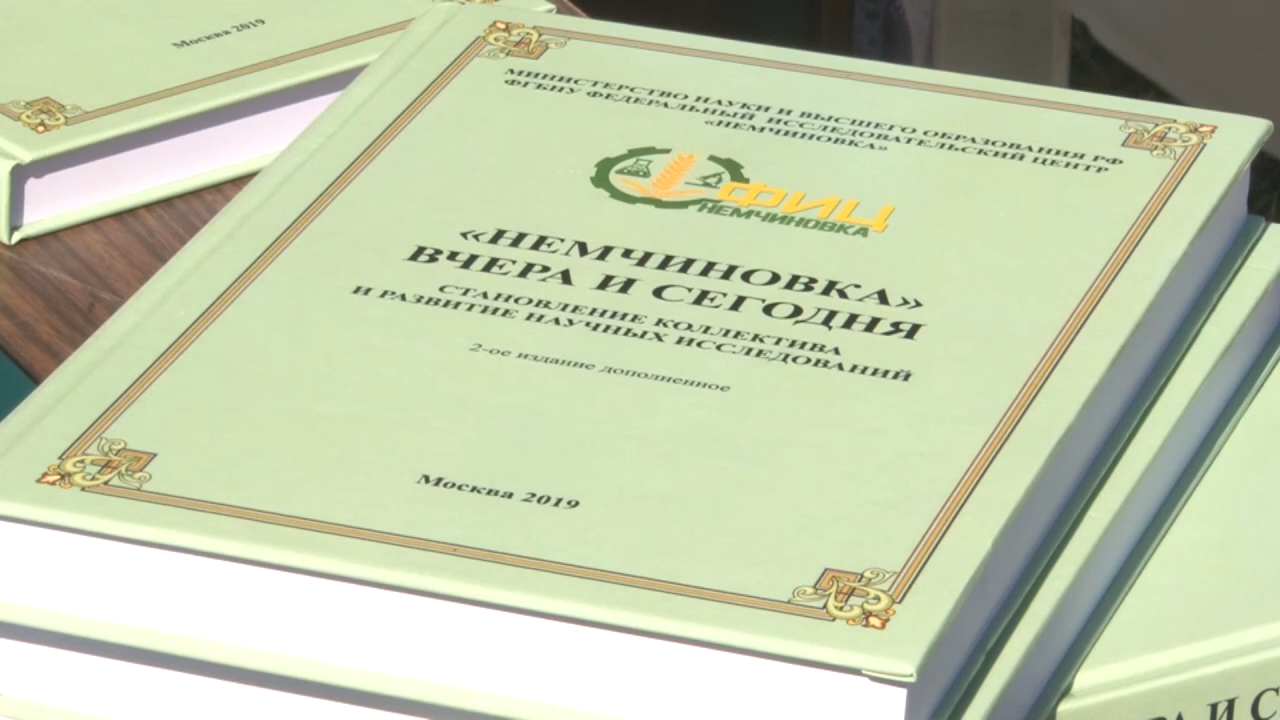 Москва 2019
МИНИСТЕРСТВО НАУКИ И ВЫСШЕГО ОБРАЗОВАНИЯ РФ
ФГБНУ ФЕДЕРАЛЬНЫЙ ИССЛЕДОВАТЕЛЬСКИЙ ЦЕНТР
«НЕМЧИНОВКА»
ФИЦ
НЕМЧИНОВКА
«НЕМЧИНОВКА»
ВЧЕРА И СЕГОДНЯ
СТАНОВЛЕНИЕ КОЛЛЕКТИВА
И РАЗВИТИЕ НАУЧНЫХ ИССЛЕДОВАНИЙ
2-ое издание дополненное
Москва 2019
РА И С